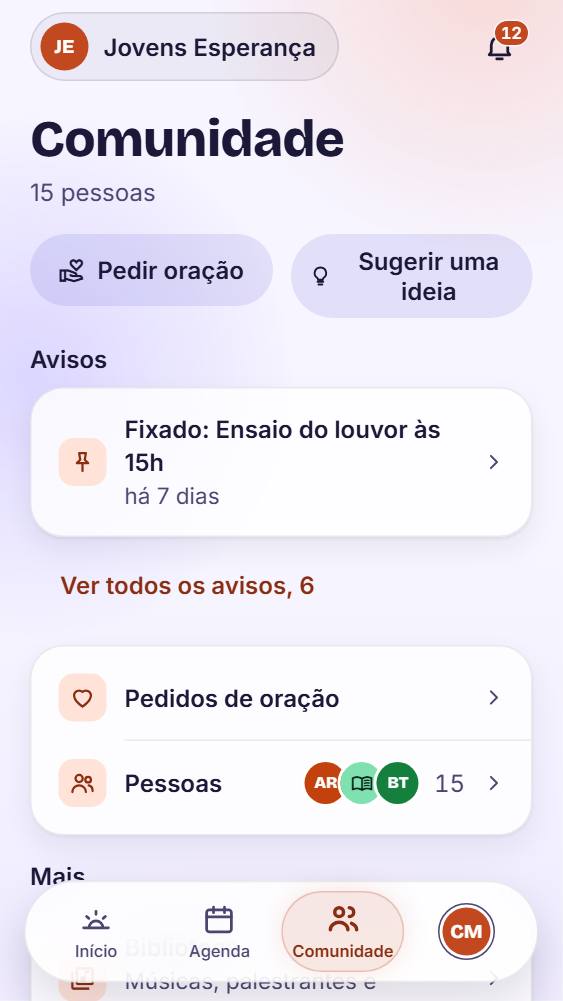 JE Jovens Esperança 12
Comunidade
15 pessoas
Pedir oração
Sugerir uma
ideia
Avisos
Fixado: Ensaio do louvor às
15h
há 7 dias
Ver todos os avisos, 6
Pedidos de oração
Pessoas AR BT 15
Mais
Músicas, palestrantes e
Início Agenda Comunidade CM